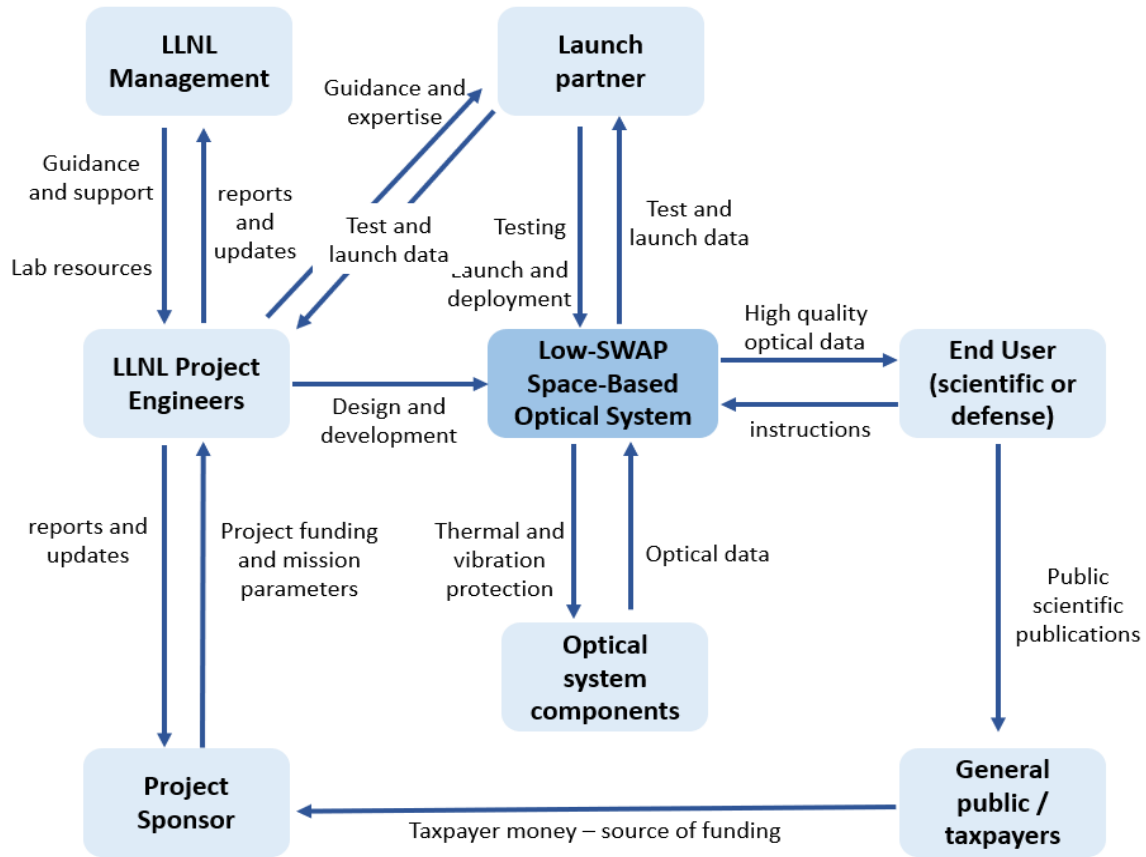 LLNL
Management
Launch
partner
Guidance and
expertise
Guidance
and support
reports
and
updates
Lab resources
Test and
launch data
Testing
Launch and
deployment
Test and
launch data
LLNL Project
Engineers
Design and
development
Low-SWAP
Space-Based
Optical System
High quality
optical data
instructions
End User
(scientific or
defense)
reports and
updates
Project funding
and mission
parameters
Thermal and
vibration
protection
Optical data
Public
scientific
publications
Optical
system
components
Project
Sponsor
Taxpayer money – source of funding
General
public /
taxpayers